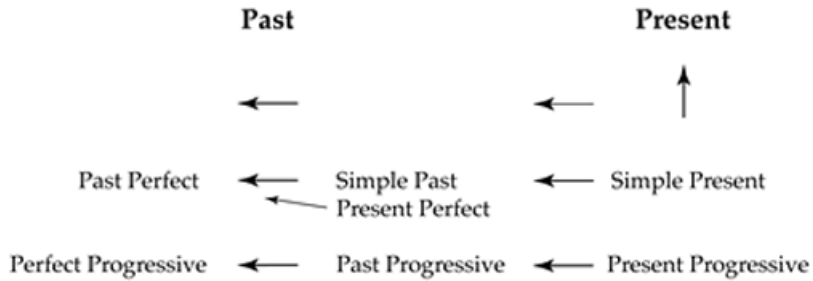 Past Present
Past Perfect Simple Past Simple Present
Present Perfect
Perfect Progressive Past Progressive Present Progressive